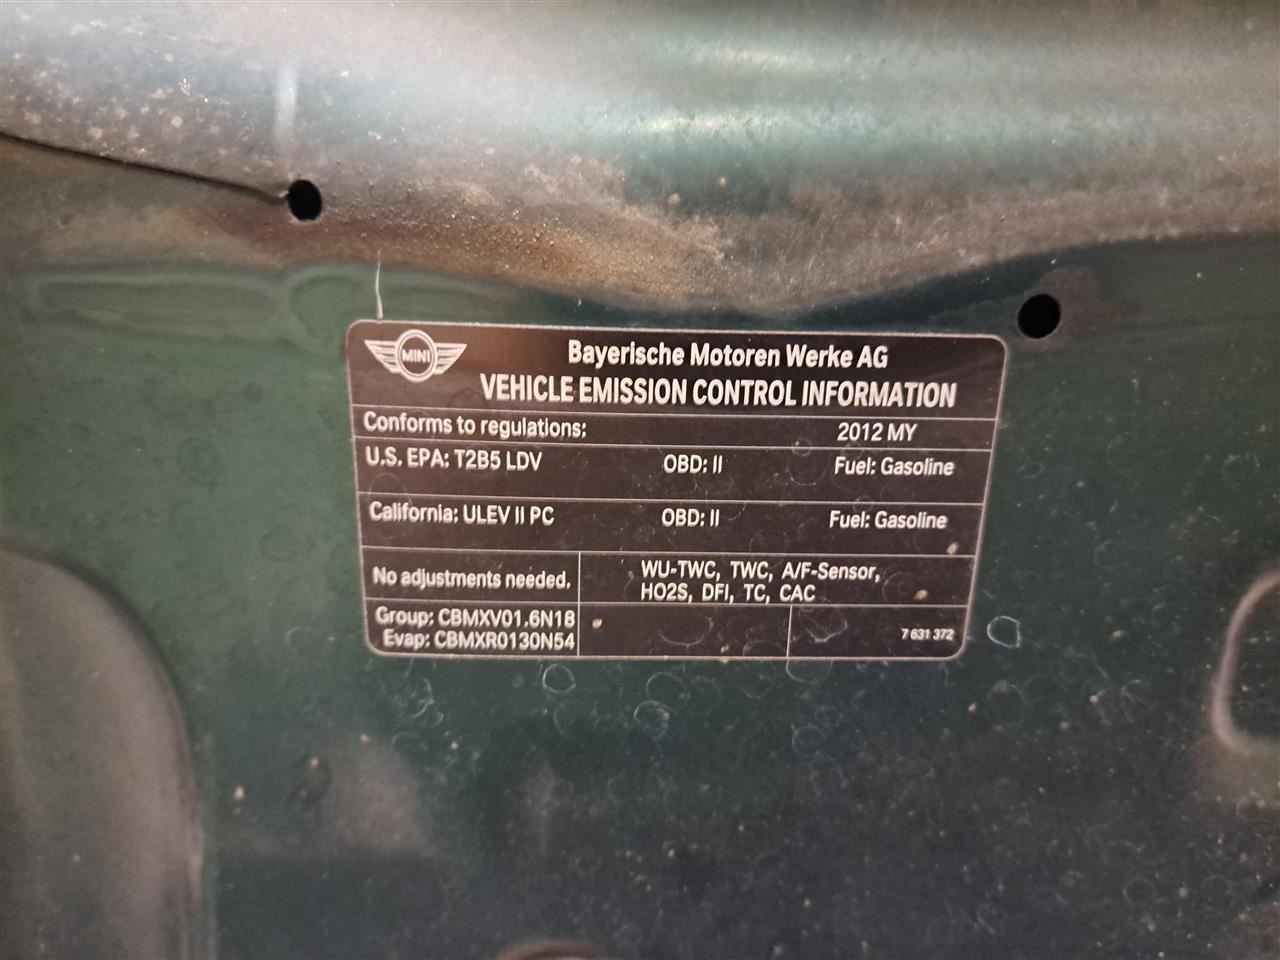 MINI
Bayerische Motoren Werke AG
VEHICLE EMISSION CONTROL INFORMATION
Conforms to regulations: 2012 MY
U.S. EPA: T2B5 LDV OBD: II Fuel: Gasoline
California: ULEV II PC OBD: II Fuel: Gasoline
No adjustments needed.
WU-TWC, TWC, A/F-Sensor,
HO2S, DFI, TC, CAC
Group: CBMXV01.6N18
Evap: CBMXR0130N54
7 631 372